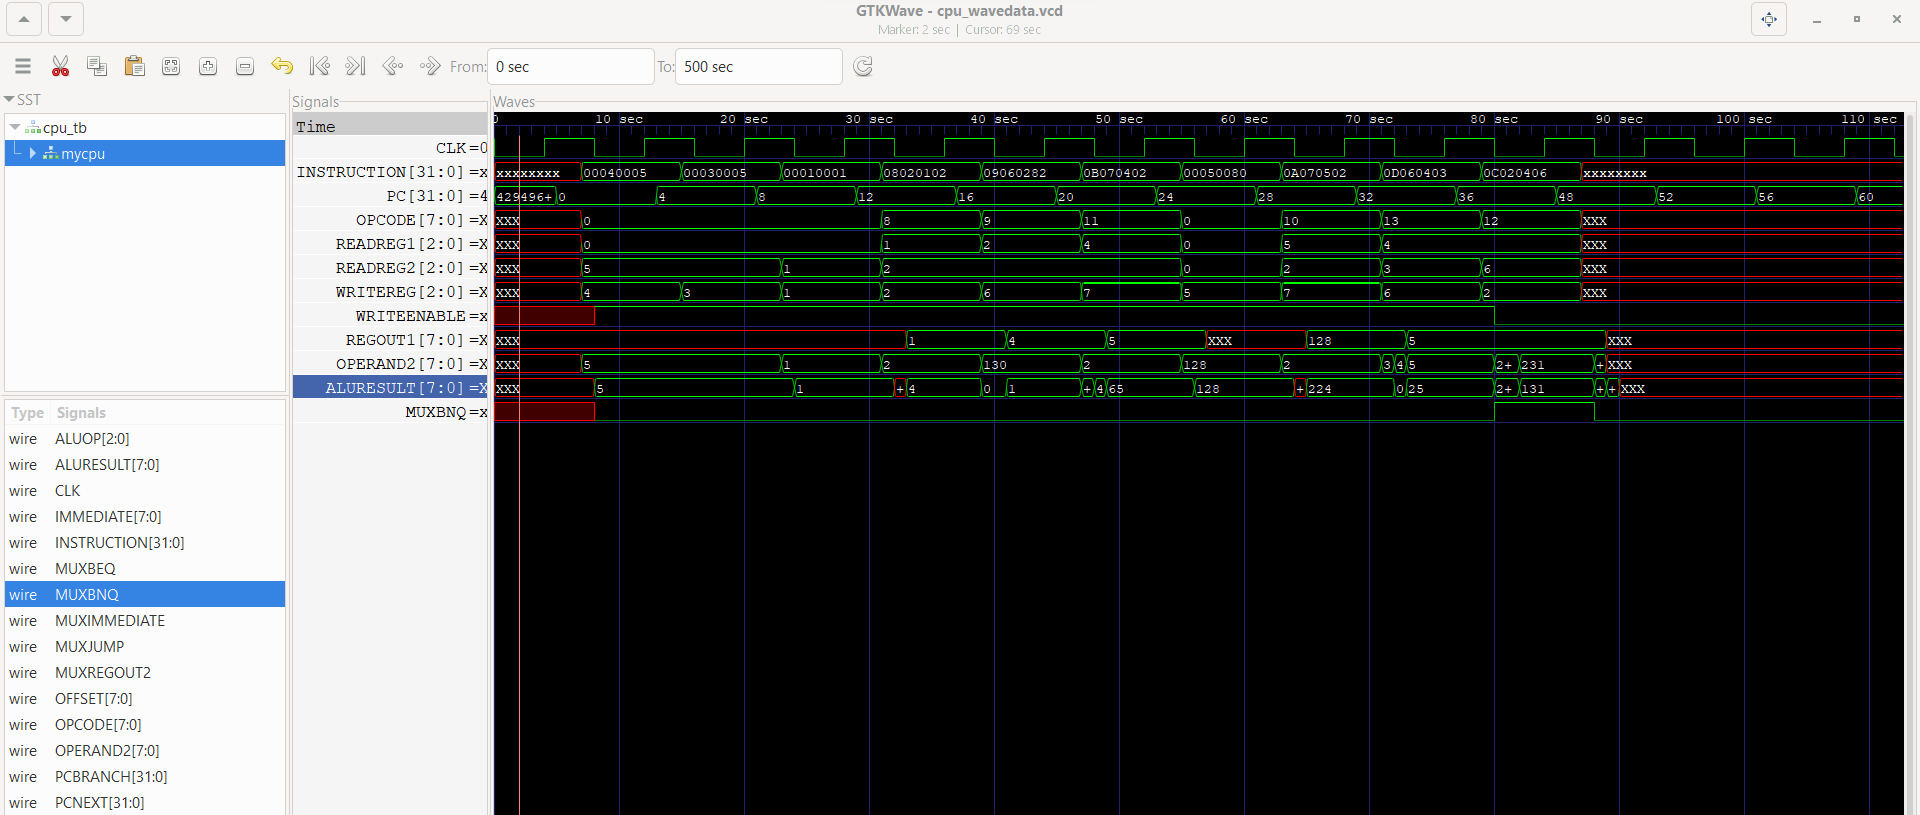 GTKWave - cpu_wavedata.vcd
Marker: 2 sec | Cursor: 69 sec
From: 0 sec To: 500 sec
SST
cpu_tb
mycpu
Type Signals
wire ALUOP[2:0]
wire ALURESULT[7:0]
wire CLK
wire IMMEDIATE[7:0]
wire INSTRUCTION[31:0]
wire MUXBEQ
wire MUXBNQ
wire MUXIMMEDIATE
wire MUXJUMP
wire MUXREGOUT2
wire OFFSET[7:0]
wire OPCODE[7:0]
wire OPERAND2[7:0]
wire PCBRANCH[31:0]
wire PCNEXT[31:0]
Signals
Waves
Time 0 10 sec 20 sec 30 sec 40 sec 50 sec 60 sec 70 sec 80 sec 90 sec 100 sec 110 sec
CLK=0
INSTRUCTION[31:0]=x xxxxxxxx 00040005 00030005 00010001 08020102 09060282 0B070402 00050080 0A070502 0D060403 0C020406 xxxxxxxx
PC[31:0]=4 429496+ 0 4 8 12 16 20 24 28 32 36 48 52 56 60
OPCODE[7:0]=X XXX 0 8 9 11 0 10 13 12 XXX
READREG1[2:0]=X XXX 0 1 2 4 0 5 4 XXX
READREG2[2:0]=X XXX 5 1 2 0 2 3 6 XXX
WRITEREG[2:0]=X XXX 4 3 1 2 6 7 5 7 6 2 XXX
WRITEENABLE=x
REGOUT1[7:0]=X XXX 1 4 5 XXX 128 5 XXX
OPERAND2[7:0]=X XXX 5 1 2 130 2 128 2 3 4 5 2+ 231 + XXX
ALURESULT[7:0]=X XXX 5 1 + 4 0 1 + 4 65 128 + 224 0 25 2+ 131 + + XXX
MUXBNQ=x